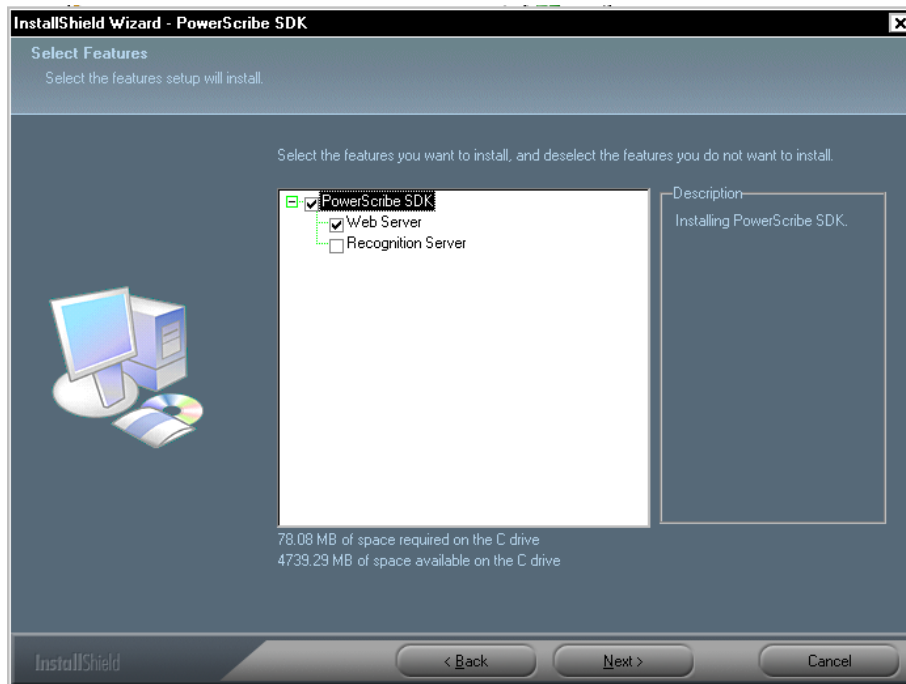 InstallShield Wizard - PowerScribe SDK
Select Features
Select the features setup will install.
Select the features you want to install, and deselect the features you do not want to install.
PowerScribe SDK
Web Server
Recognition Server
Description
Installing PowerScribe SDK.
78.08 MB of space required on the C drive
4739.29 MB of space available on the C drive
InstallShield
< Back
Next >
Cancel